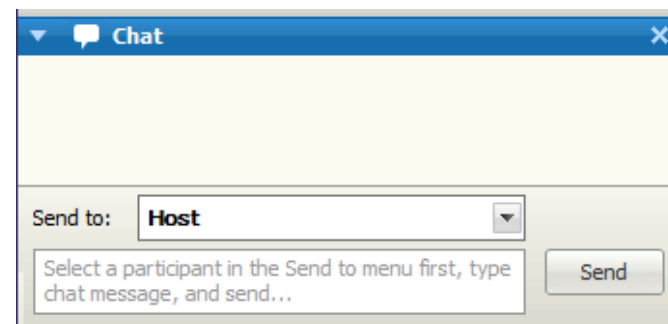 Chat
Send to: Host
Select a participant in the Send to menu first, type
chat message, and send...
Send